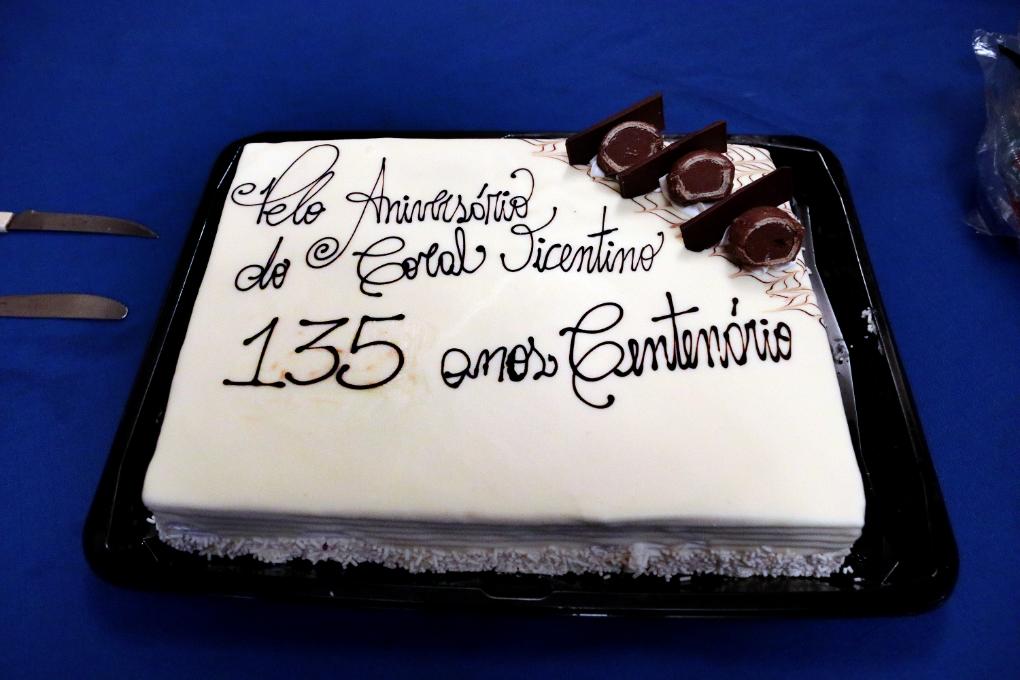 Pelo Aniversário
do Coral Vicentino
135 anos Centenário